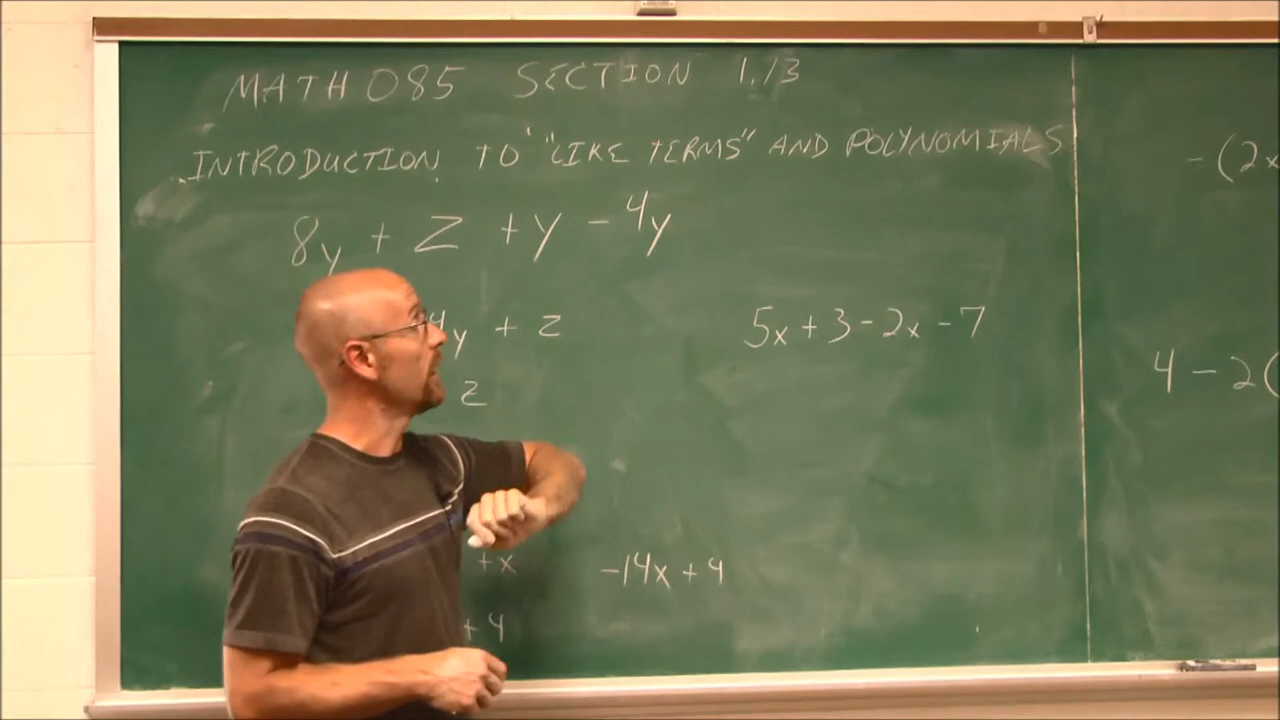 MATH 085 SECTION 1.13
INTRODUCTION TO "LIKE TERMS" AND POLYNOMIALS
- (2x
8y + z + y - 4y
4y + z
5x + 3 - 2x - 7
4 - 2(
z
+x
-14x + 4
+ 4